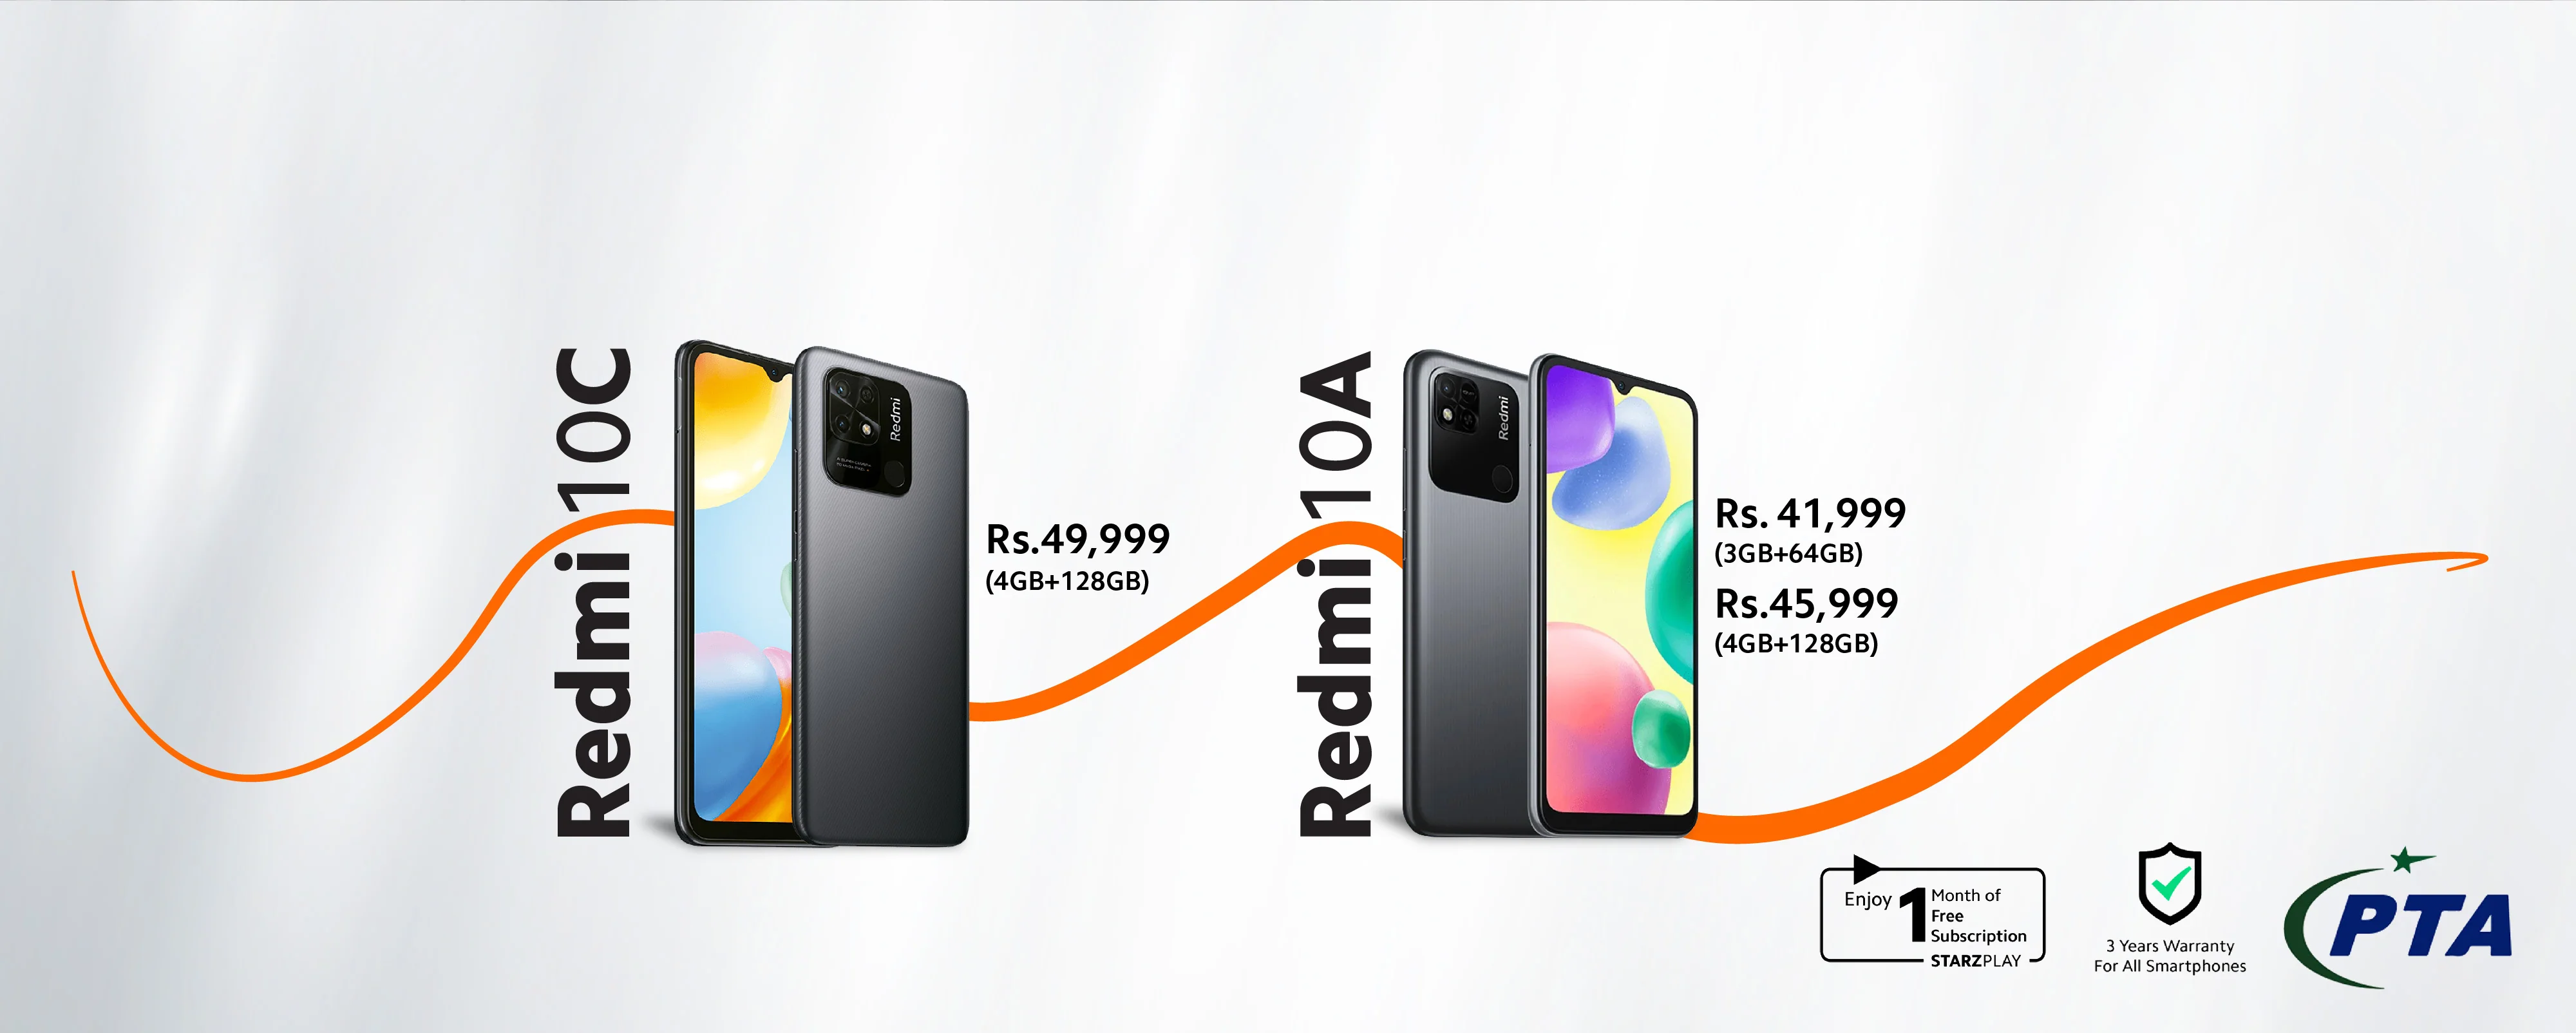 Redmi 10C
Redmi
Rs.49,999
(4GB+128GB)
Redmi 10A
Redmi
Rs. 41,999
(3GB+64GB)
Rs.45,999
(4GB+128GB)
Enjoy 1 Month of
Free
Subscription
STARZPLAY
3 Years Warranty
For All Smartphones
PTA